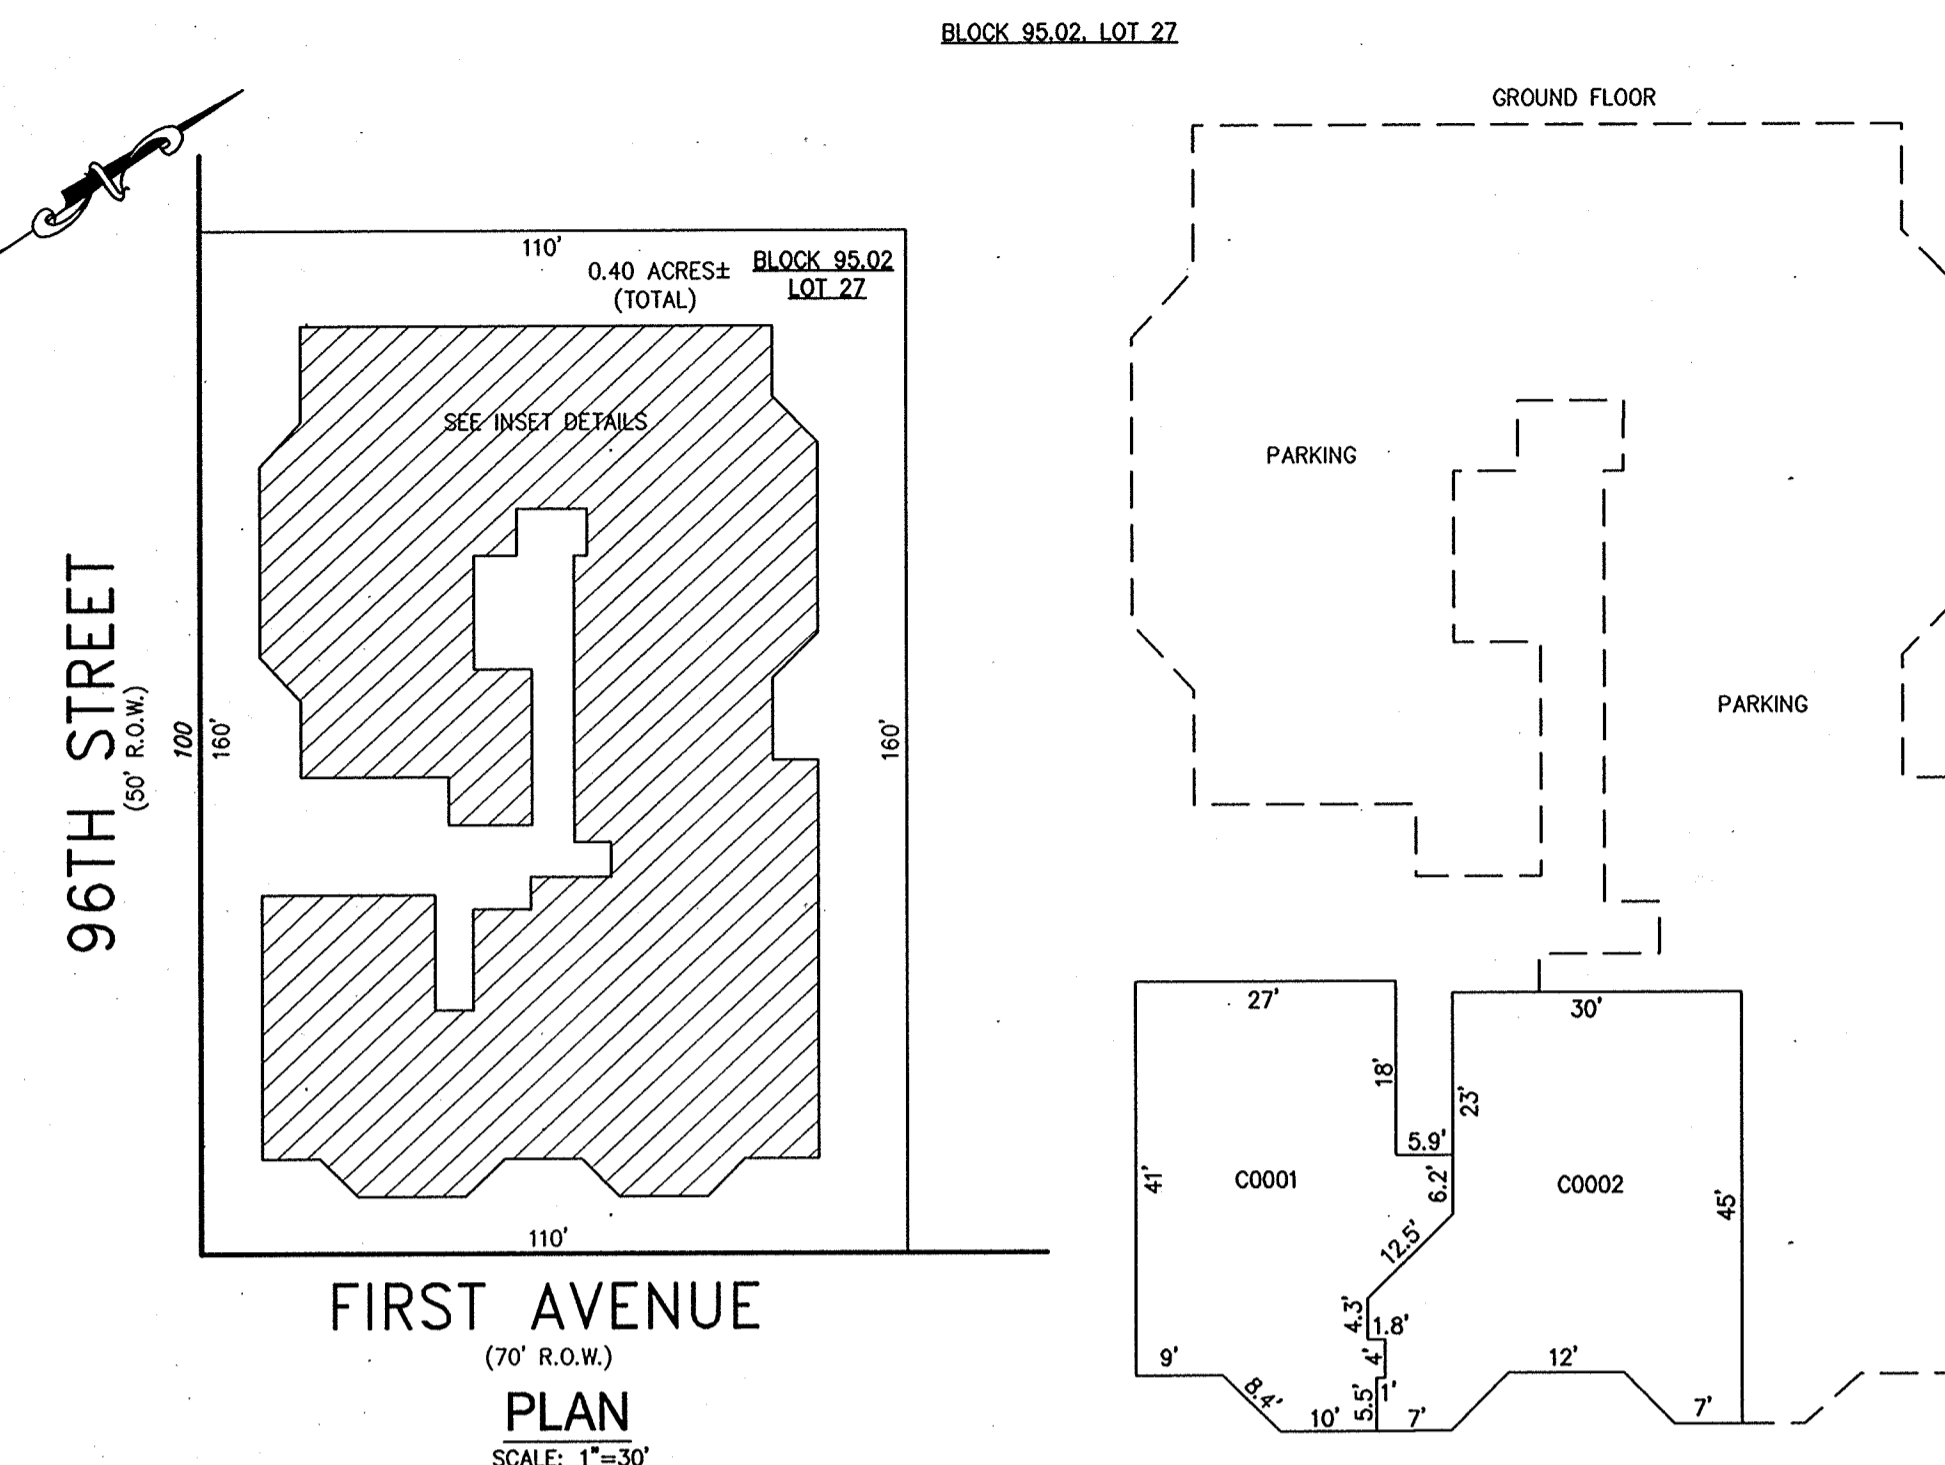 BLOCK 95.02, LOT 27
GROUND FLOOR
110'
0.40 ACRES±
(TOTAL)
BLOCK 95.02
LOT 27
SEE INSET DETAILS
96TH STREET
(50' R.O.W.)
100
160'
160'
110'
FIRST AVENUE
(70' R.O.W.)
PLAN
SCALE: 1"=30'
PARKING
PARKING
27'
30'
18'
23'
5.9'
6.2'
41'
C0001
C0002
45'
12.5'
4.3'
1.8'
4'
1'
5.5'
9'
8.4'
10'
7'
12'
7'